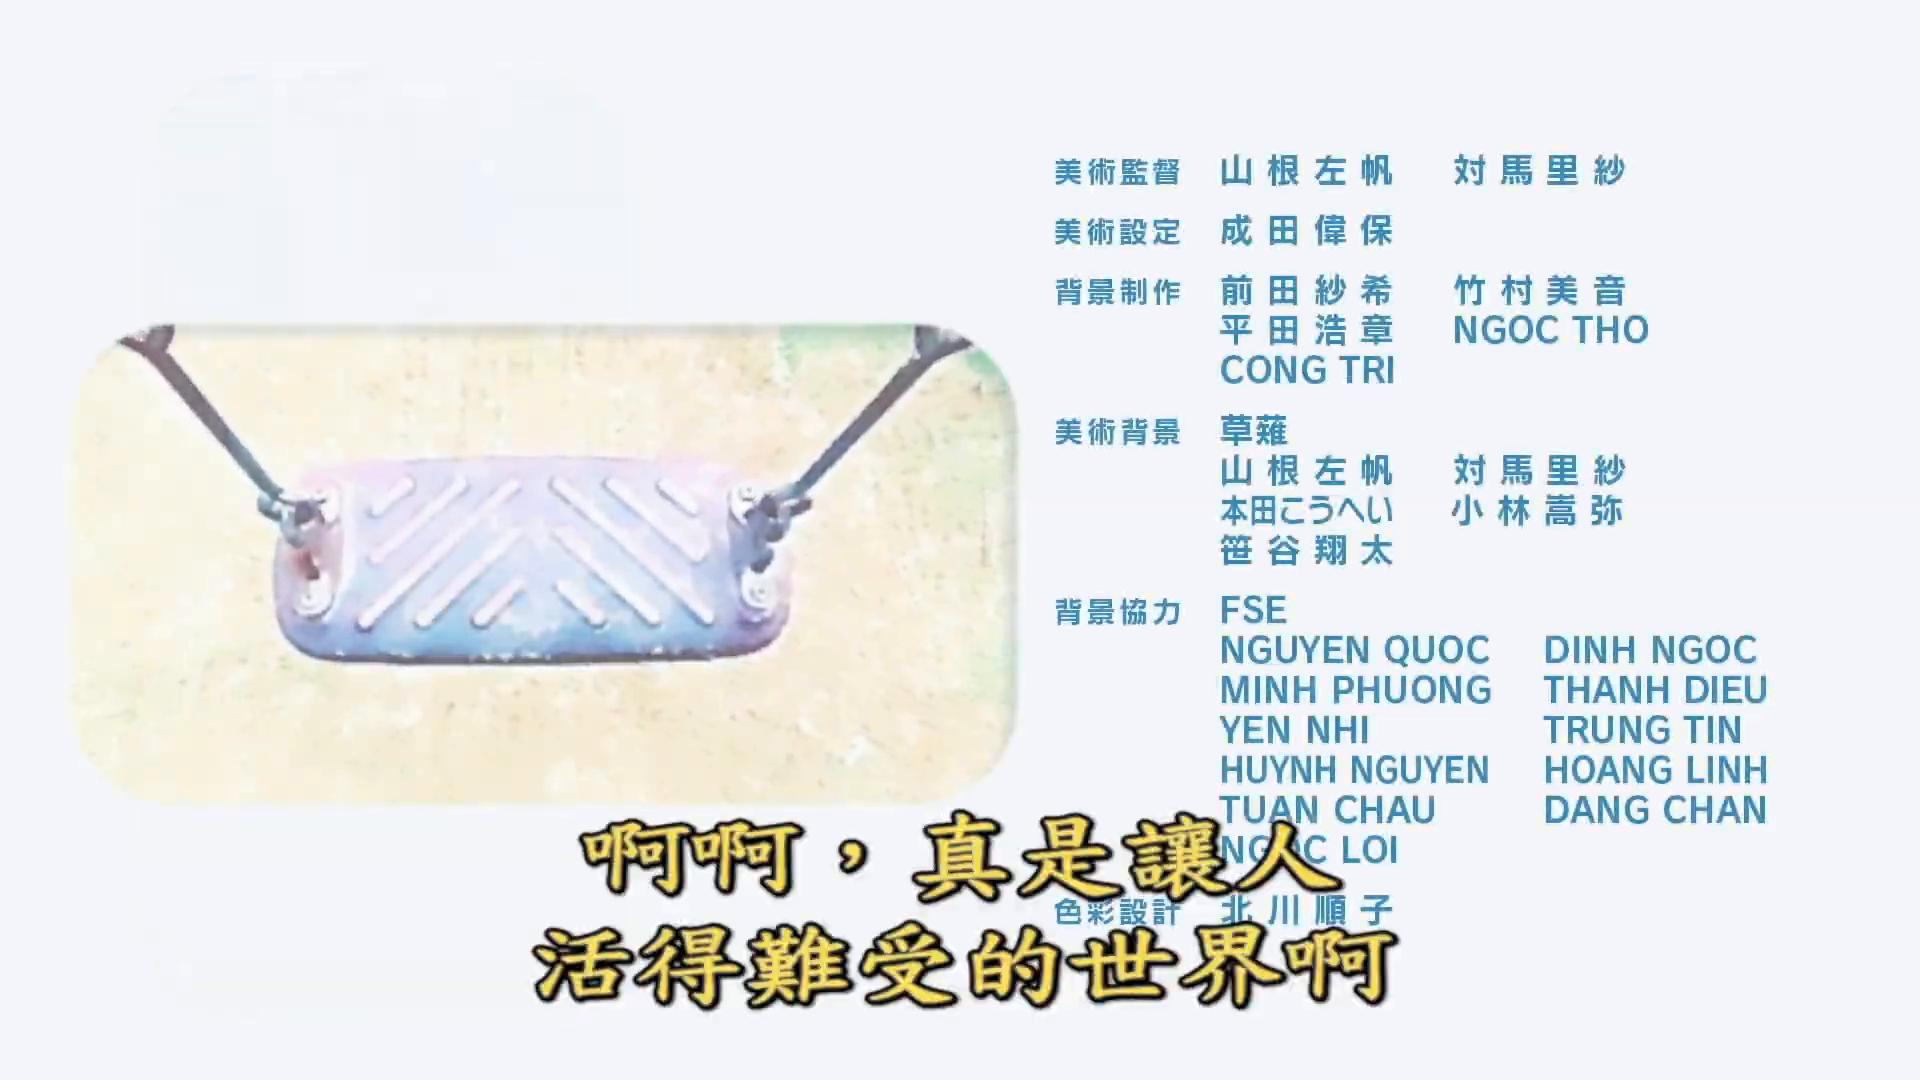 美術監督 山根左帆 対馬里紗
美術設定 成田偉保
背景制作 前田紗希 竹村美音
平田浩章 NGOC THO
CONG TRI
美術背景 草薙
山根左帆 対馬里紗
本田こうへい 小林嵩弥
笹谷翔太
背景協力 FSE
NGUYEN QUOC DINH NGOC
MINH PHUONG THANH DIEU
YEN NHI TRUNG TIN
HUYNH NGUYEN HOANG LINH
TUAN CHAU DANG CHAN
NGOC LOI
色彩設計 北川順子
啊啊，真是讓人
活得難受的世界啊